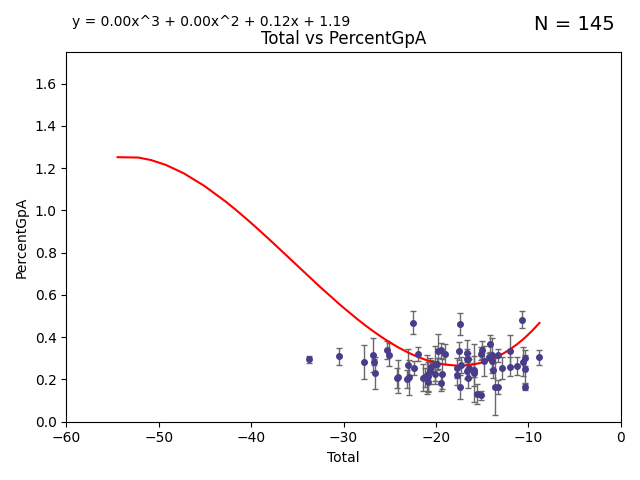 y = 0.00x^3 + 0.00x^2 + 0.12x + 1.19
N = 145
Total vs PercentGpA
1.6
1.4
1.2
1.0
0.8
0.6
0.4
0.2
0.0
PercentGpA
−60 −50 −40 −30 −20 −10 0
Total